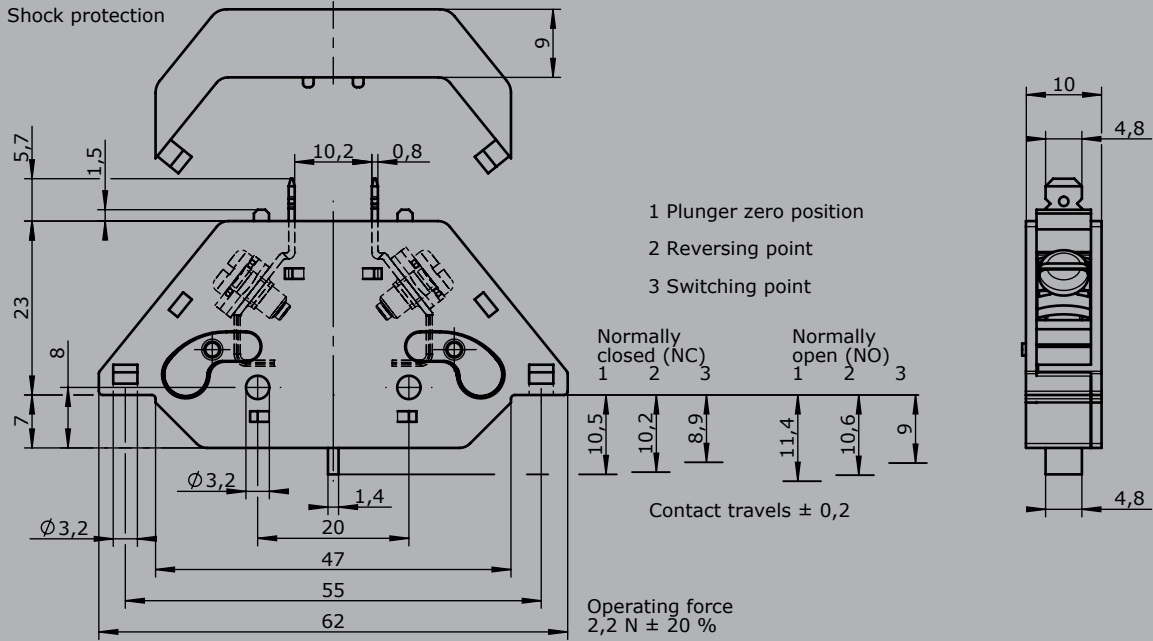 Shock protection
9
10
4,8
5,7
1,5
10,2
0,8
1 Plunger zero position
2 Reversing point
3 Switching point
23
8
7
Normally
closed (NC)
1 2 3
Normally
open (NO)
1 2 3
10,5
10,2
8,9
11,4
10,6
9
Ø3,2
1,4
Contact travels ± 0,2
4,8
Ø3,2
20
47
55
62
Operating force
2,2 N ± 20 %